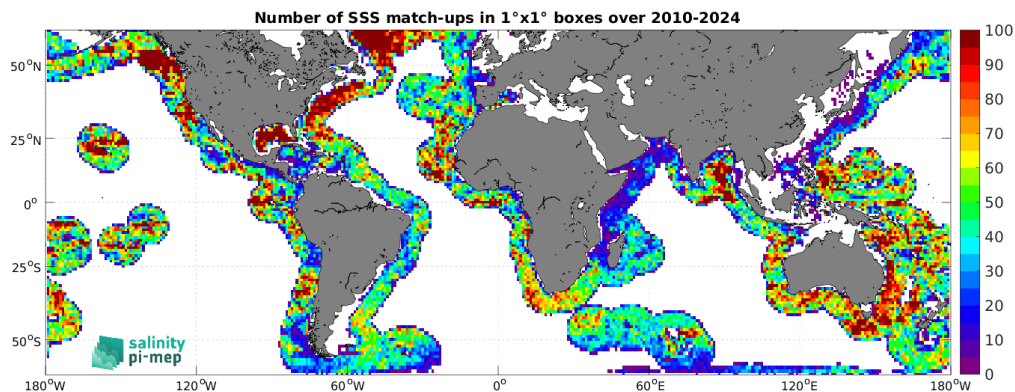 Number of SSS match-ups in 1°x1° boxes over 2010-2024
50°N
25°N
0°
25°S
50°S
180°W
120°W
60°W
0°
60°E
120°E
180°W
100
90
80
70
60
50
40
30
20
10
0
salinity
pi-mep